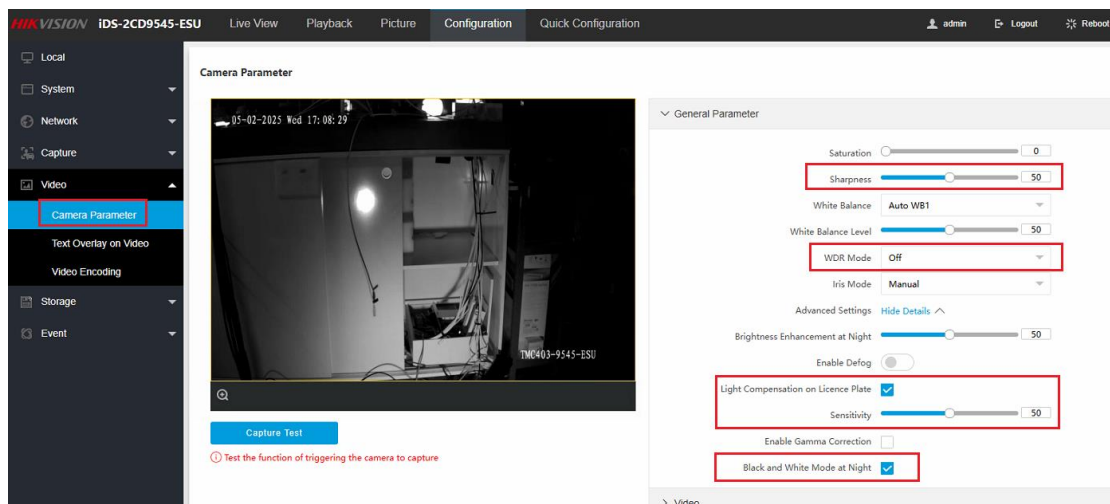 HIKVISION iDS-2CD9545-ESU Live View Playback Picture Configuration Quick Configuration admin Logout Reboot
Local
System
Network
Capture
Video
Camera Parameter
Text Overlay on Video
Video Encoding
Storage
Event
Camera Parameter
05-02-2025 Wed 17:08:29
TMC403-9545-ESU
Capture Test
Test the function of triggering the camera to capture
General Parameter
Saturation 0
Sharpness 50
White Balance Auto WB1
White Balance Level 50
WDR Mode Off
Iris Mode Manual
Advanced Settings Hide Details
Brightness Enhancement at Night 50
Enable Defog
Light Compensation on Licence Plate
Sensitivity 50
Enable Gamma Correction
Black and White Mode at Night
Video